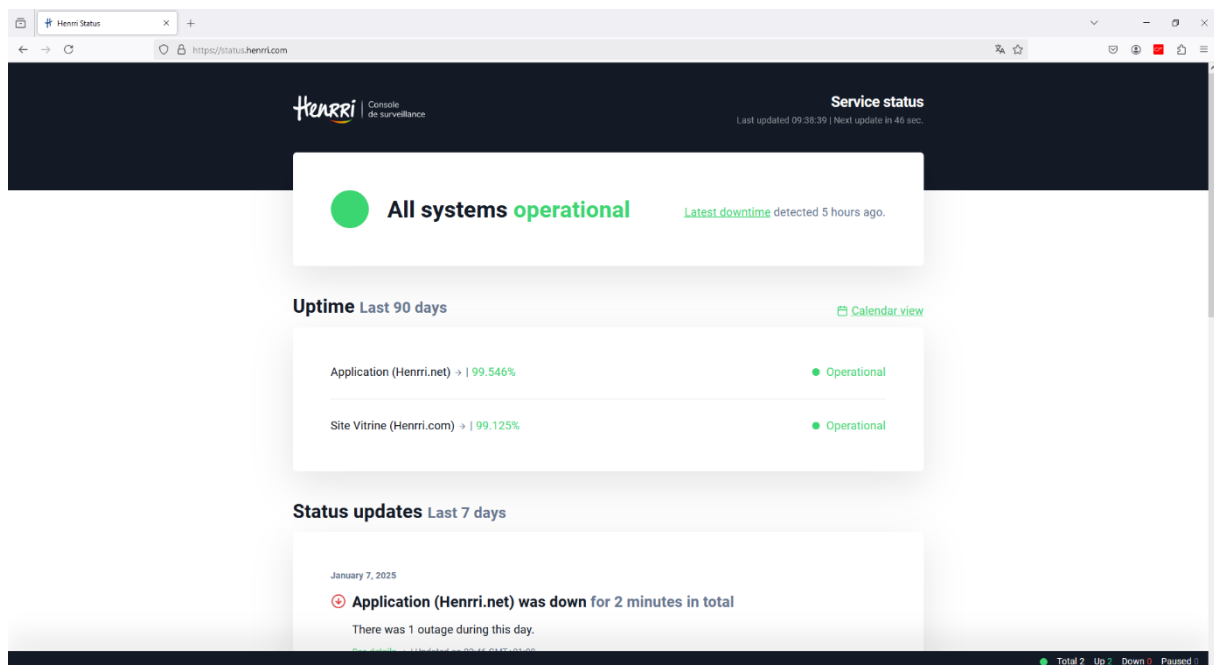 Henrri Status
https://status.henrri.com
Henrri
Console
de surveillance
Service status
Last updated 09:38:39 | Next update in 46 sec.
All systems operational
Latest downtime detected 5 hours ago.
Uptime Last 90 days
Calendar view
Application (Henrri.net) → | 99.546%
Operational
Site Vitrine (Henrri.com) → | 99.125%
Operational
Status updates Last 7 days
January 7, 2025
Application (Henrri.net) was down for 2 minutes in total
There was 1 outage during this day.
Total 2 Up 2 Down 0 Paused 0